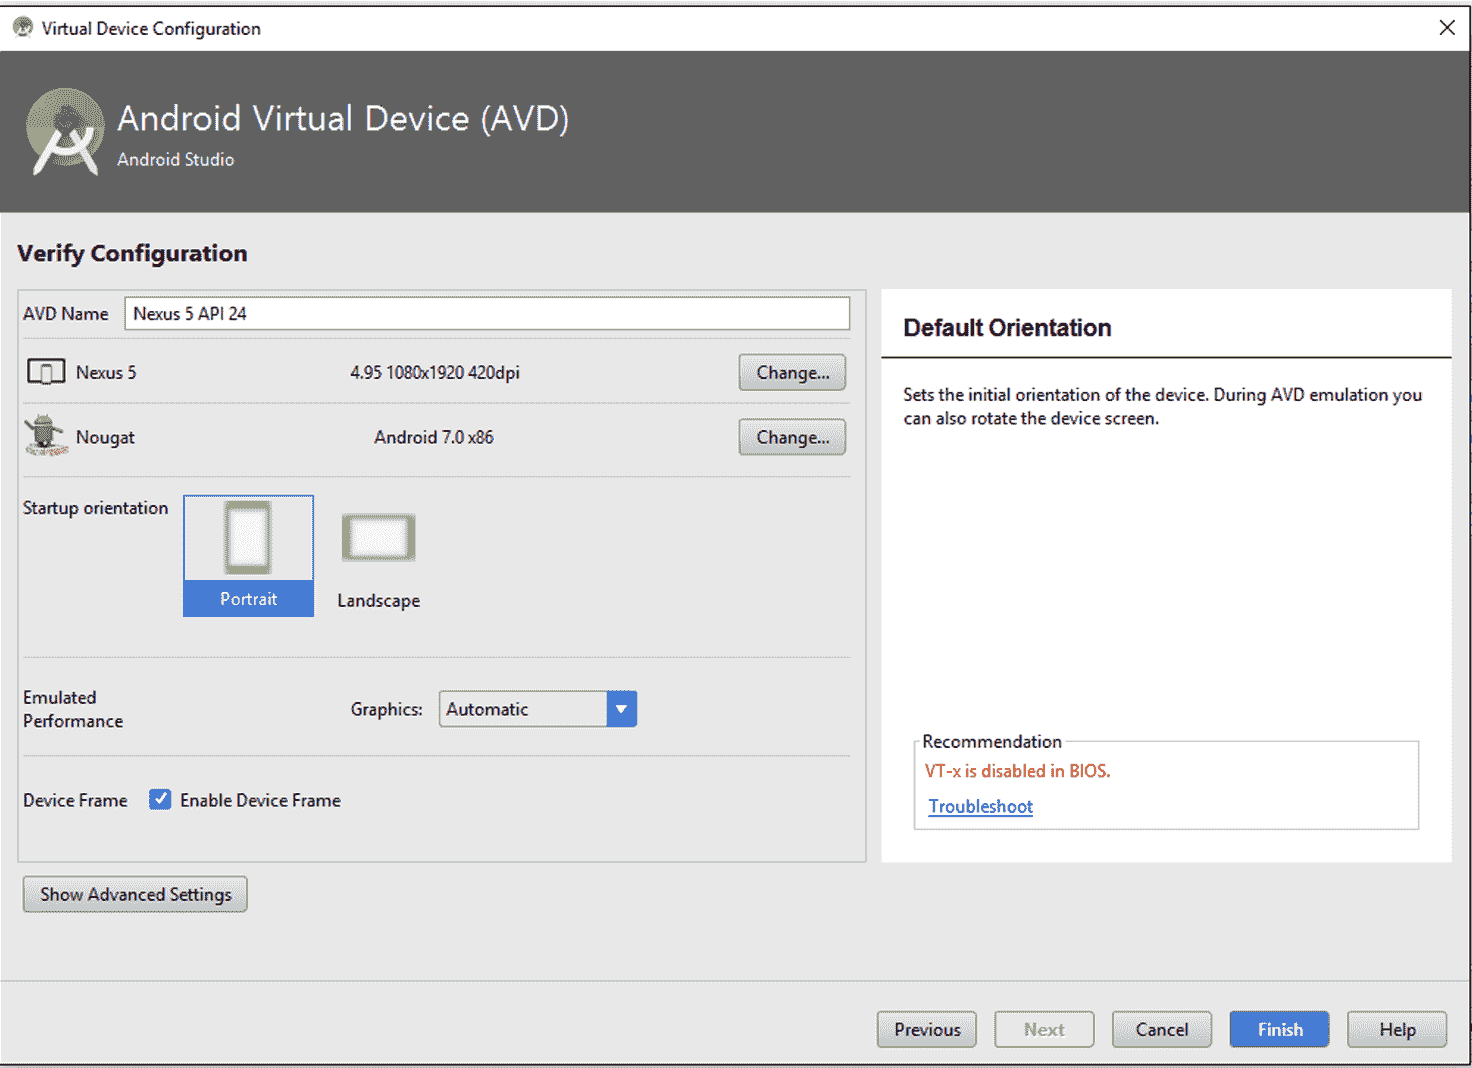 Virtual Device Configuration
Android Virtual Device (AVD)
Android Studio
Verify Configuration
AVD Name Nexus 5 API 24
Nexus 5 4.95 1080x1920 420dpi Change...
Nougat Android 7.0 x86 Change...
Startup orientation
Portrait
Landscape
Emulated
Performance
Graphics: Automatic
Device Frame Enable Device Frame
Show Advanced Settings
Default Orientation
Sets the initial orientation of the device. During AVD emulation you
can also rotate the device screen.
Recommendation
VT-x is disabled in BIOS.
Troubleshoot
Previous Next Cancel Finish Help